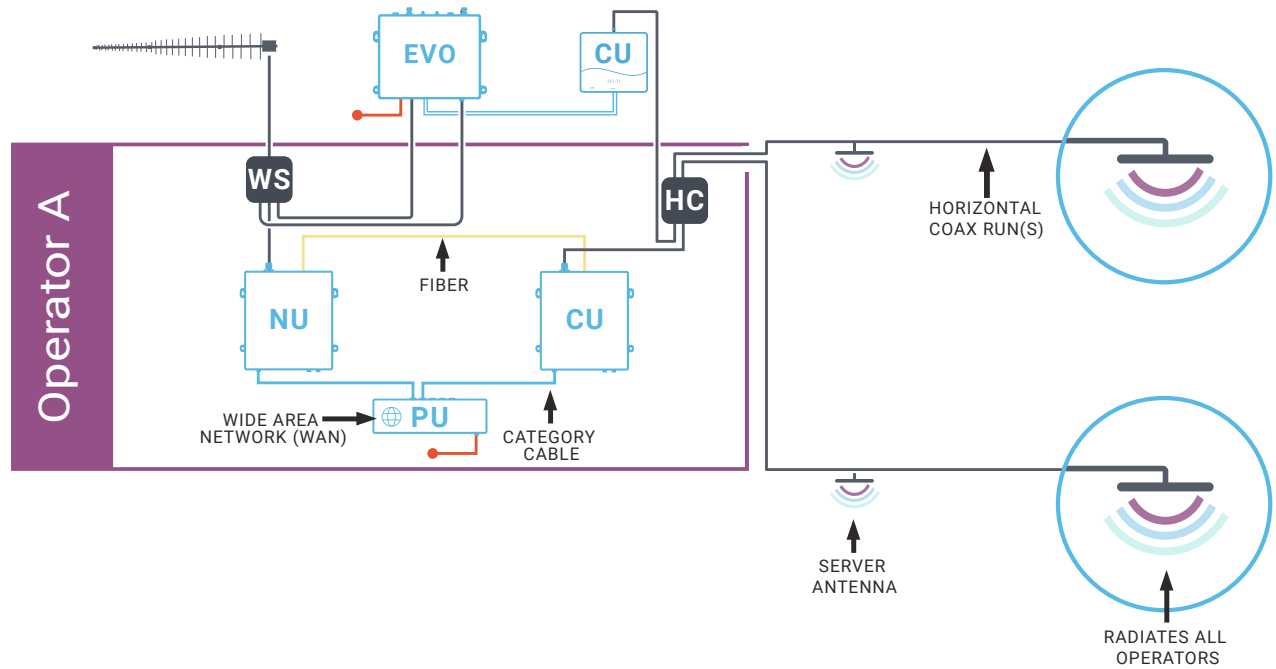 EVO
CU
WS
HC
Operator A
HORIZONTAL
COAX RUN(S)
FIBER
NU
CU
PU
WIDE AREA
NETWORK (WAN)
CATEGORY
CABLE
SERVER
ANTENNA
RADIATES ALL
OPERATORS